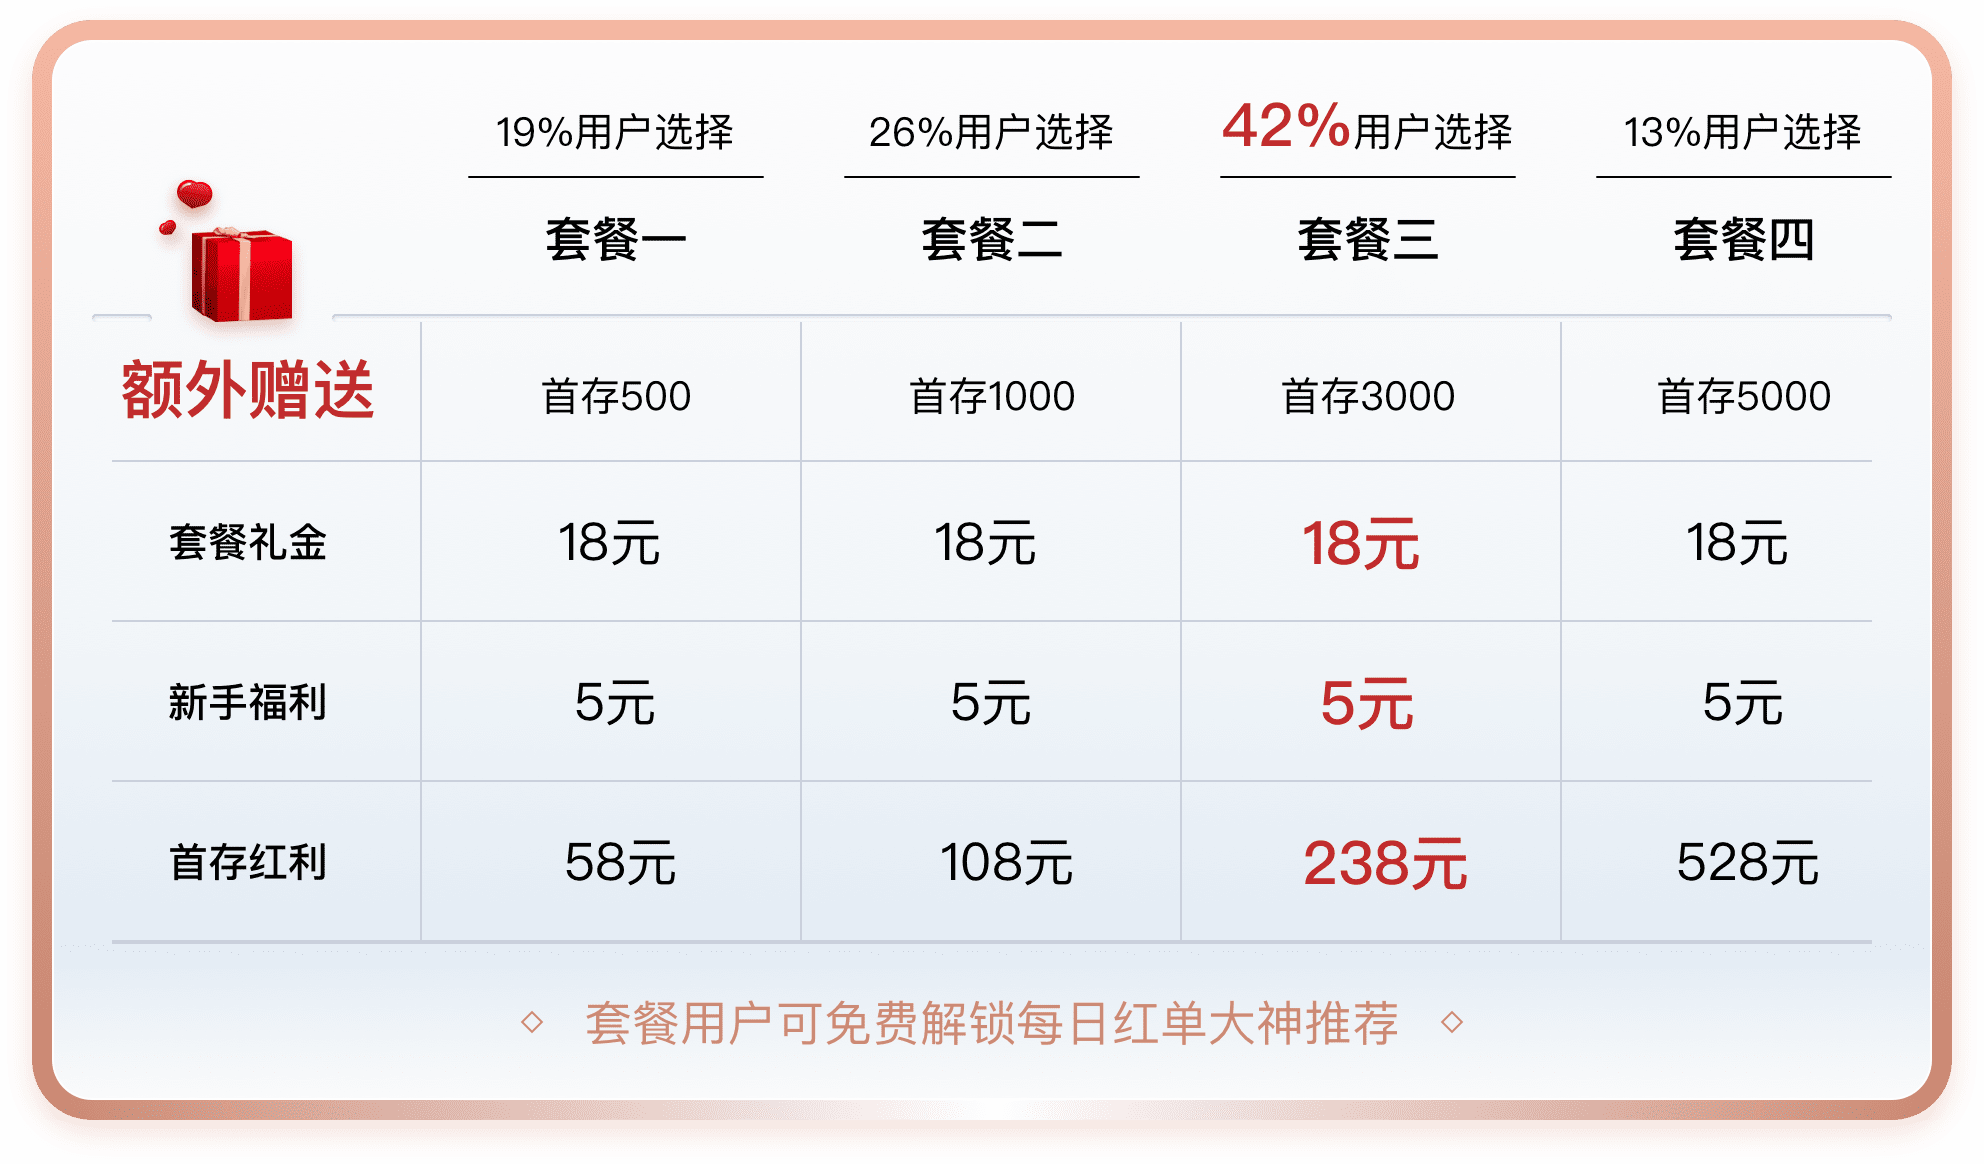 19%用户选择 26%用户选择 42%用户选择 13%用户选择
套餐一 套餐二 套餐三 套餐四
额外赠送 首存500 首存1000 首存3000 首存5000
套餐礼金 18元 18元 18元 18元
新手福利 5元 5元 5元 5元
首存红利 58元 108元 238元 528元
套餐用户可免费解锁每日红单大神推荐